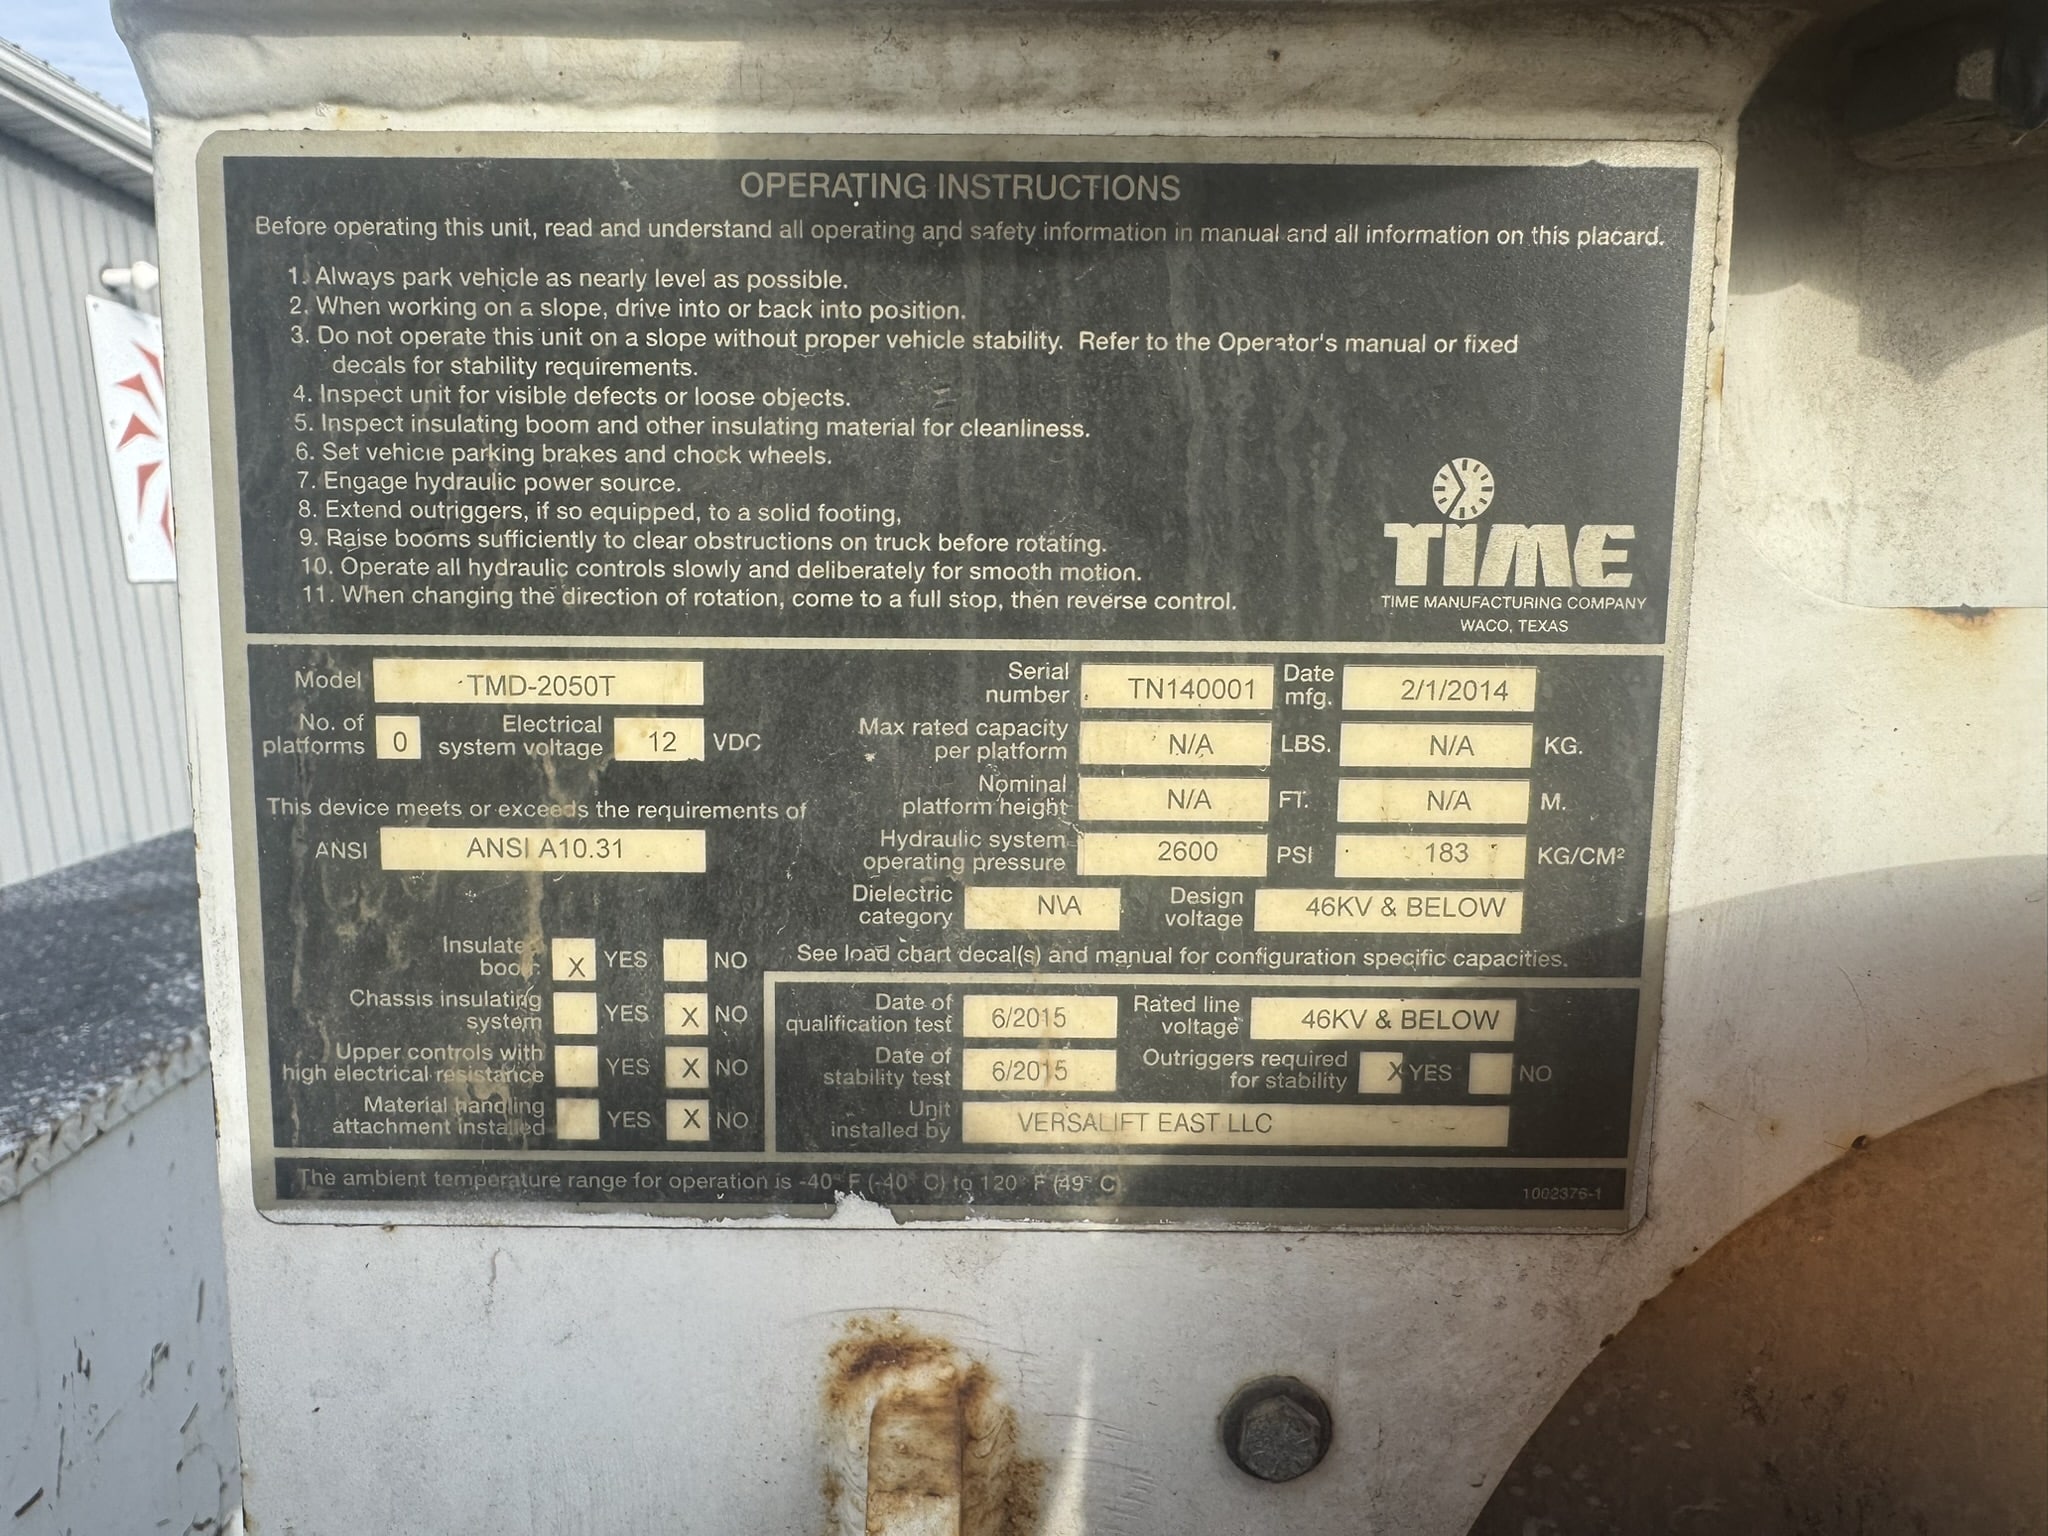 OPERATING INSTRUCTIONS
Before operating this unit, read and understand all operating and safety information in manual and all information on this placard.
1. Always park vehicle as nearly level as possible.
2. When working on a slope, drive into or back into position.
3. Do not operate this unit on a slope without proper vehicle stability. Refer to the Operator's manual or fixed
decals for stability requirements.
4. Inspect unit for visible defects or loose objects.
5. Inspect insulating boom and other insulating material for cleanliness.
6. Set vehicle parking brakes and chock wheels.
7. Engage hydraulic power source.
8. Extend outriggers, if so equipped, to a solid footing,
9. Raise booms sufficiently to clear obstructions on truck before rotating.
10. Operate all hydraulic controls slowly and deliberately for smooth motion.
11. When changing the direction of rotation, come to a full stop, then reverse control.
TIME
TIME MANUFACTURING COMPANY
WACO, TEXAS
Model TMD-2050T
No. of platforms 0 Electrical system voltage 12 VDC
This device meets or exceeds the requirements of
ANSI ANSI A10.31
Insulated boom X YES NO
Chassis insulating system YES X NO
Upper controls with high electrical resistance YES X NO
Material handling attachment installed YES X NO
Serial number TN140001 Date mfg. 2/1/2014
Max rated capacity per platform N/A LBS. N/A KG.
Nominal platform height N/A FT. N/A M.
Hydraulic system operating pressure 2600 PSI 183 KG/CM²
Dielectric category N\A Design voltage 46KV & BELOW
See load chart decal(s) and manual for configuration specific capacities.
Date of qualification test 6/2015 Rated line voltage 46KV & BELOW
Date of stability test 6/2015 Outriggers required for stability X YES NO
Unit installed by VERSALIFT EAST LLC
The ambient temperature range for operation is -40° F (-40° C) to 120° F (49° C)
1002376-1